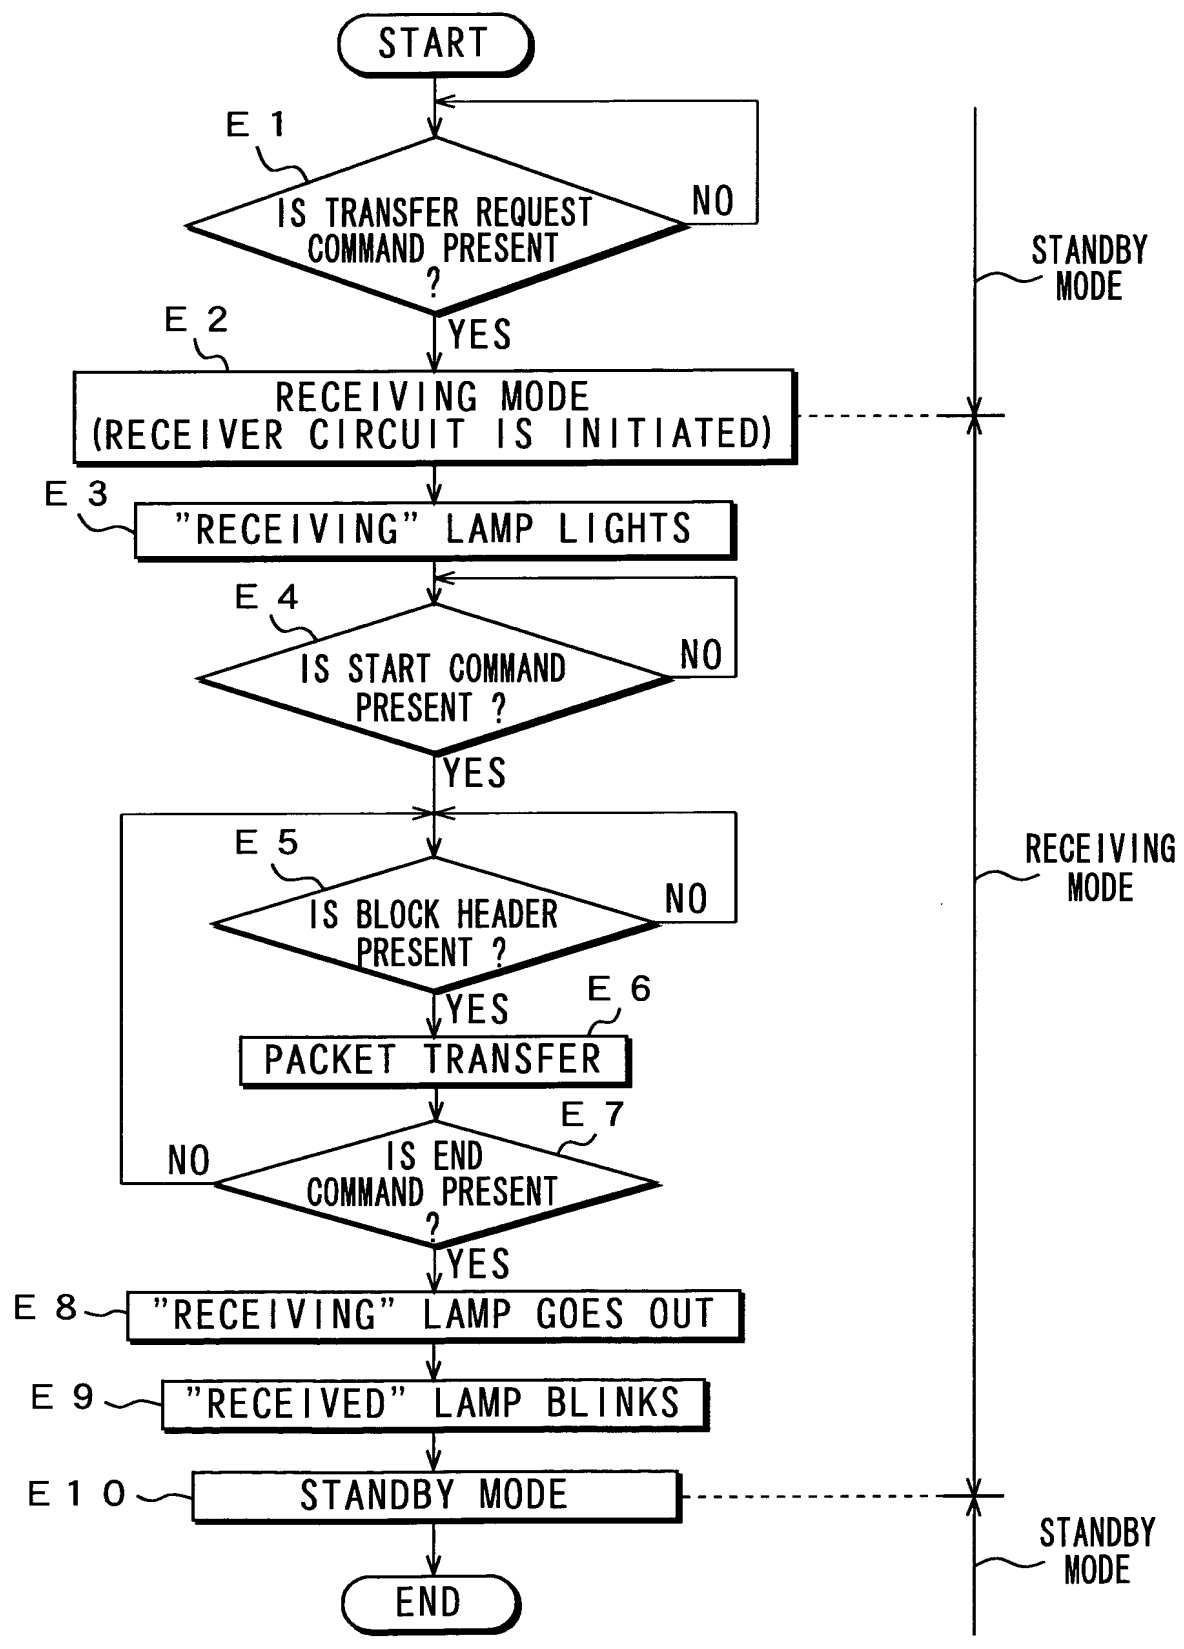 START
E 1
IS TRANSFER REQUEST
COMMAND PRESENT
?
NO
YES
STANDBY
MODE
E 2
RECEIVING MODE
(RECEIVER CIRCUIT IS INITIATED)
E 3
"RECEIVING" LAMP LIGHTS
E 4
IS START COMMAND
PRESENT ?
NO
YES
E 5
IS BLOCK HEADER
PRESENT ?
NO
YES
RECEIVING
MODE
E 6
PACKET TRANSFER
E 7
IS END
COMMAND PRESENT
?
NO
YES
E 8
"RECEIVING" LAMP GOES OUT
E 9
"RECEIVED" LAMP BLINKS
E 1 0
STANDBY MODE
STANDBY
MODE
END